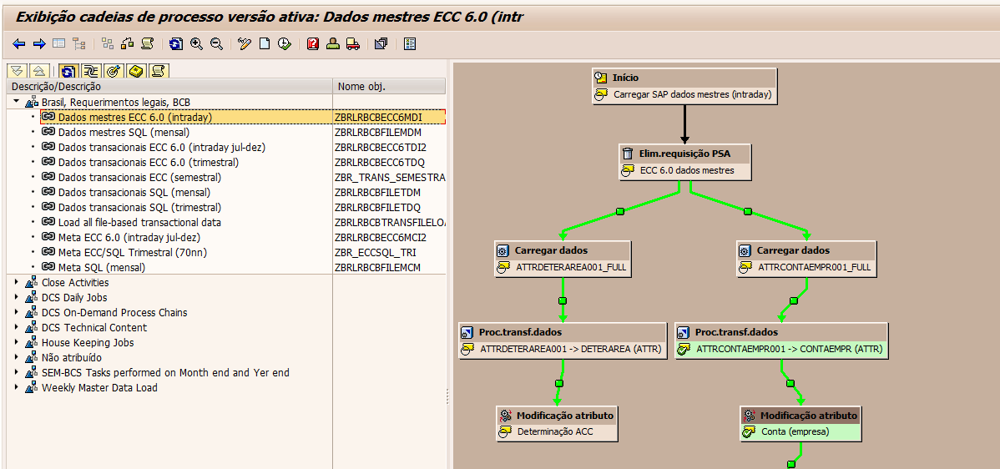 Exibição cadeias de processo versão ativa: Dados mestres ECC 6.0 (intr
Descrição/Descrição Nome obj.
Brasil, Requerimentos legais, BCB
Dados mestres ECC 6.0 (intraday) ZBRLRBCBECC6MDI
Dados mestres SQL (mensal) ZBRLRBCBFILEMDM
Dados transacionais ECC 6.0 (intraday jul-dez) ZBRLRBCBECC6TDI2
Dados transacionais ECC 6.0 (trimestral) ZBRLRBCBECC6TDQ
Dados transacionais ECC (semestral) ZBR_TRANS_SEMESTRA
Dados transacionais SQL (mensal) ZBRLRBCBFILETDM
Dados transacionais SQL (trimestral) ZBRLRBCBFILETDQ
Load all file-based transactional data ZBRLRBCBTRANSFILELOA
Meta ECC 6.0 (intraday jul-dez) ZBRLRBCBECC6MCI2
Meta ECC/SQL Trimestral (70nn) ZBR_ECCSQL_TRI
Meta SQL (mensal) ZBRLRBCBFILEMCM
Close Activities
DCS Daily Jobs
DCS On-Demand Process Chains
DCS Technical Content
House Keeping Jobs
Não atribuído
SEM-BCS Tasks performed on Month end and Yer end
Weekly Master Data Load
Início
Carregar SAP dados mestres (intraday)
Elim.requisição PSA
ECC 6.0 dados mestres
Carregar dados
ATTRDETERAREA001_FULL
Carregar dados
ATTRCONTAEMPR001_FULL
Proc.transf.dados
ATTRDETERAREA001 -> DETERAREA (ATTR)
Proc.transf.dados
ATTRCONTAEMPR001 -> CONTAEMPR (ATTR)
Modificação atributo
Determinação ACC
Modificação atributo
Conta (empresa)